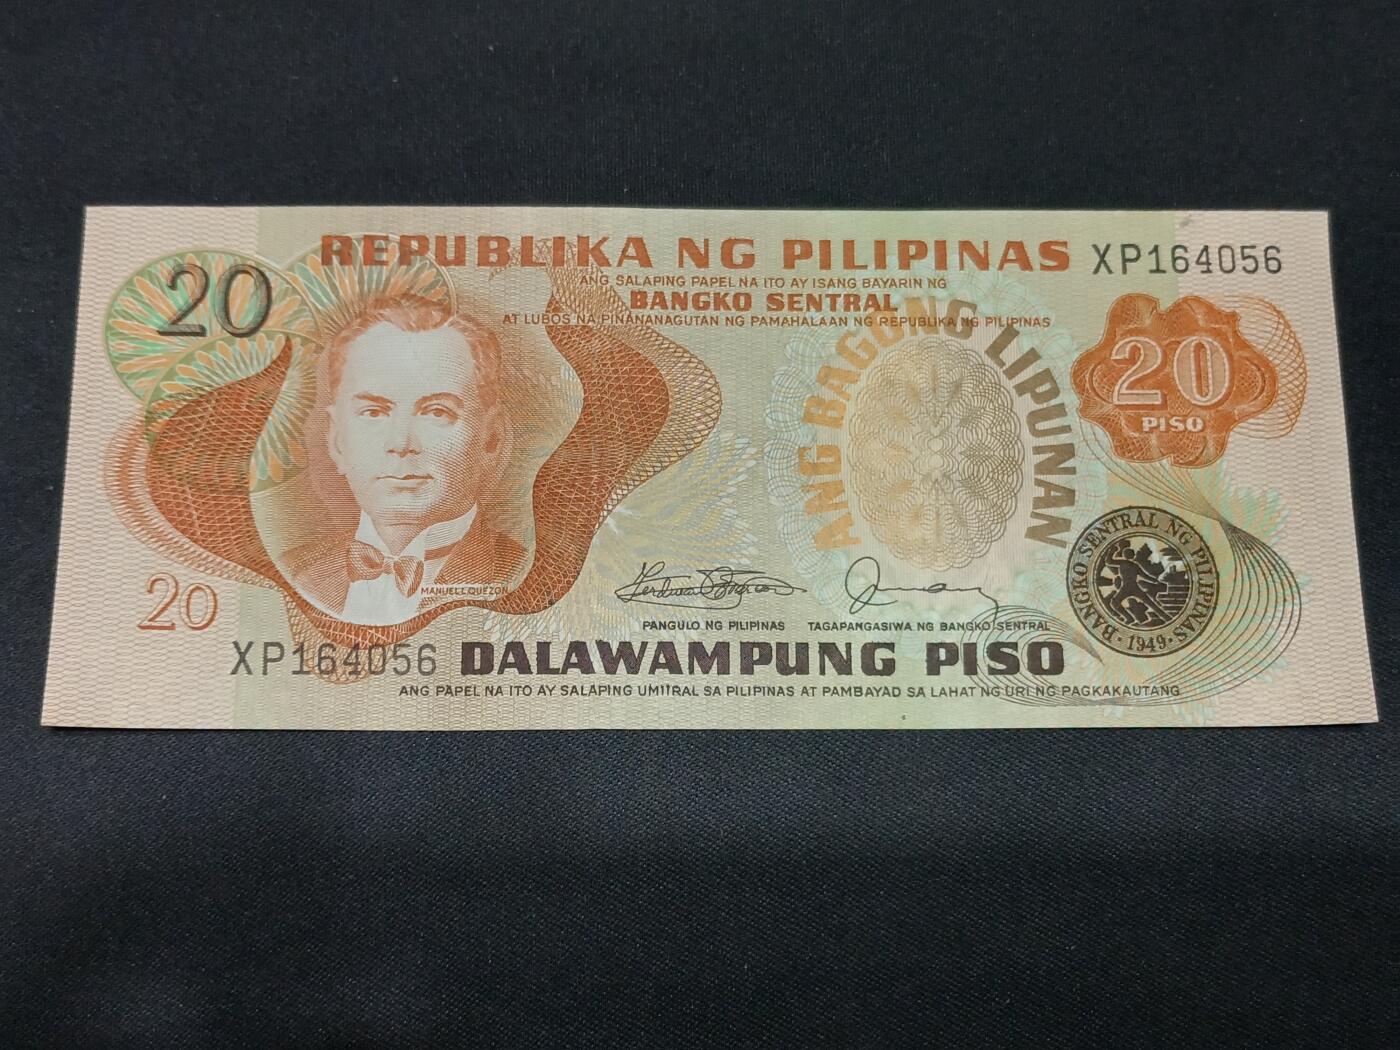 20
REPUBLIKA NG PILIPINAS
XP164056
ANG SALAPING PAPEL NA ITO AY ISANG BAYARIN NG
BANGKO SENTRAL
AT LUBOS NA PINANANAGUTAN NG PAMAHALAAN NG REPUBLIKA NG PILIPINAS
20
PISO
ANG BAGONG LIPUNAN
MANUEL L. QUEZON
20
BANGKO SENTRAL NG PILIPINAS
·1949·
PANGULO NG PILIPINAS
TAGAPANGASIWA NG BANGKO SENTRAL
XP164056
DALAWAMPUNG PISO
ANG PAPEL NA ITO AY SALAPING UMIIRAL SA PILIPINAS AT PAMBAYAD SA LAHAT NG URI NG PAGKAKAUTANG